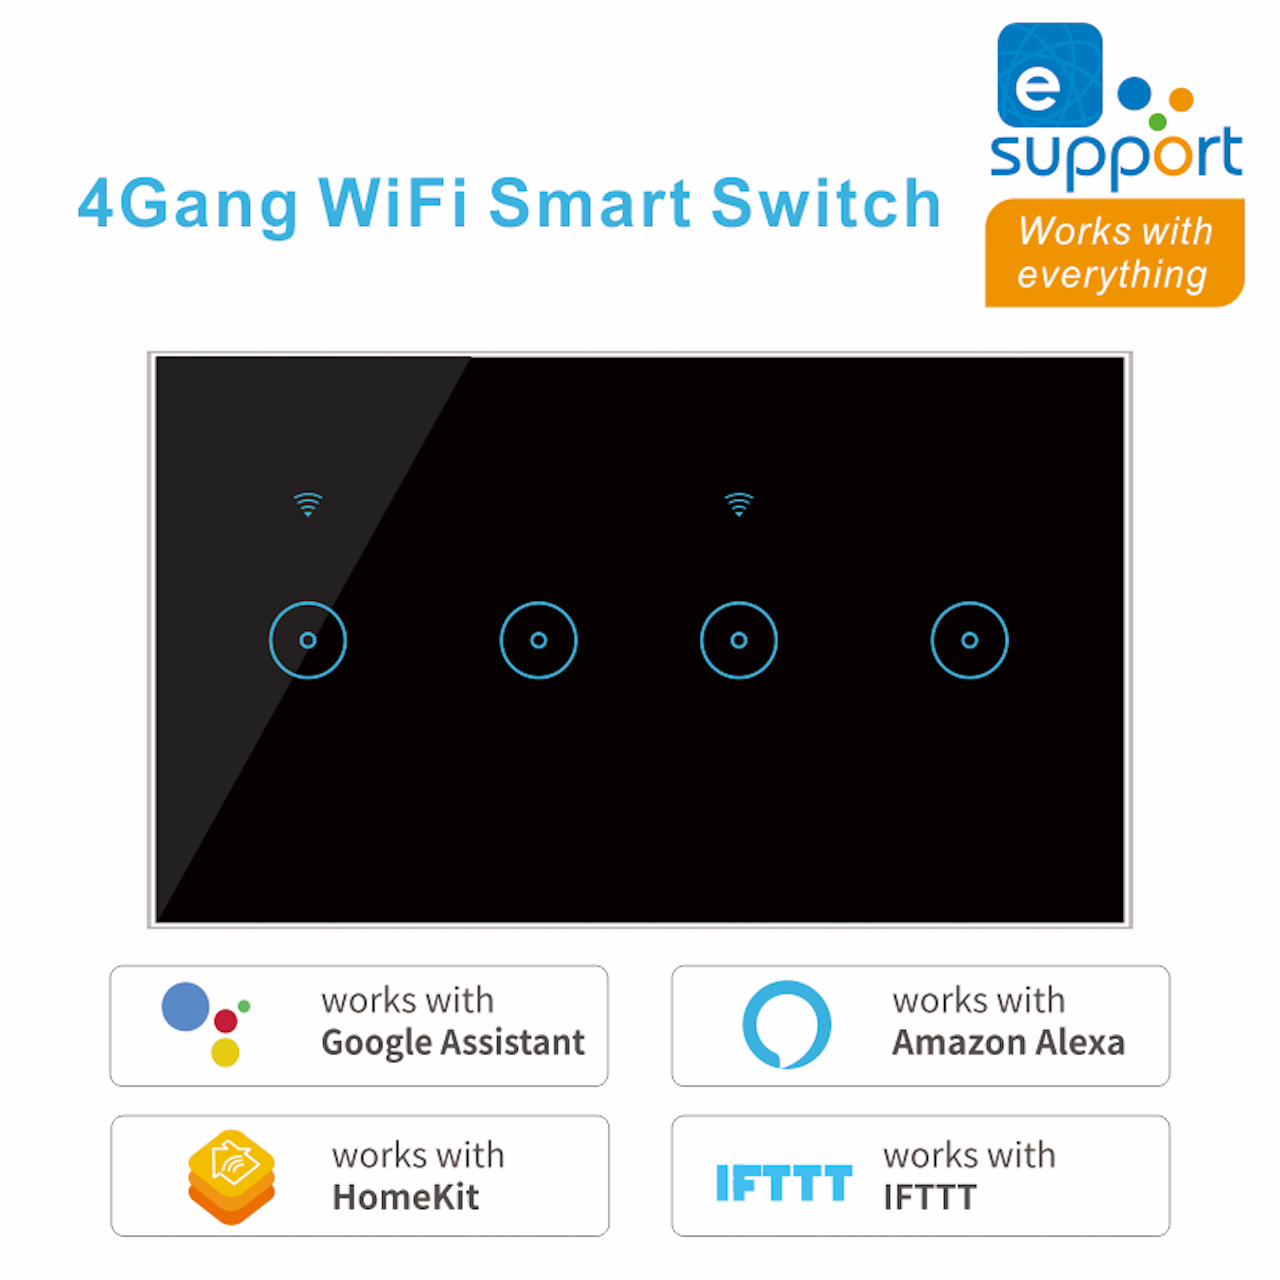 e
support
Works with
everything
4Gang WiFi Smart Switch
works with
Google Assistant
works with
Amazon Alexa
works with
HomeKit
IFTTT
works with
IFTTT